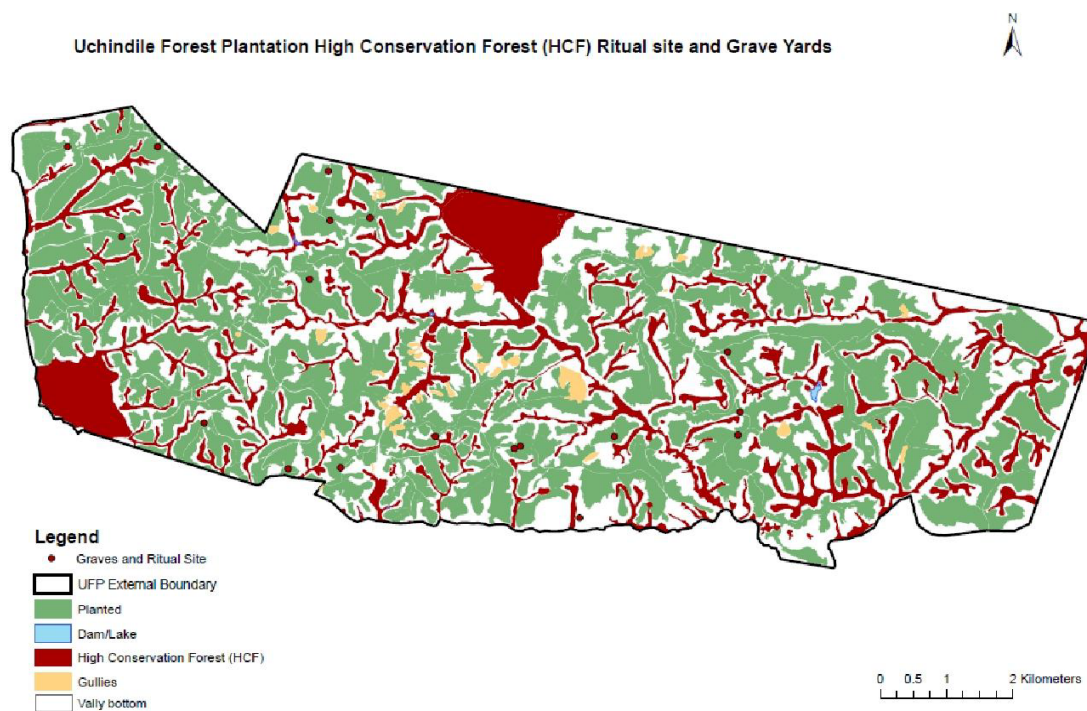 N
Uchindile Forest Plantation High Conservation Forest (HCF) Ritual site and Grave Yards
Legend
Graves and Ritual Site
UFP External Boundary
Planted
Dam/Lake
High Conservation Forest (HCF)
Gullies
Vally bottom
0 0.5 1 2 Kilometers